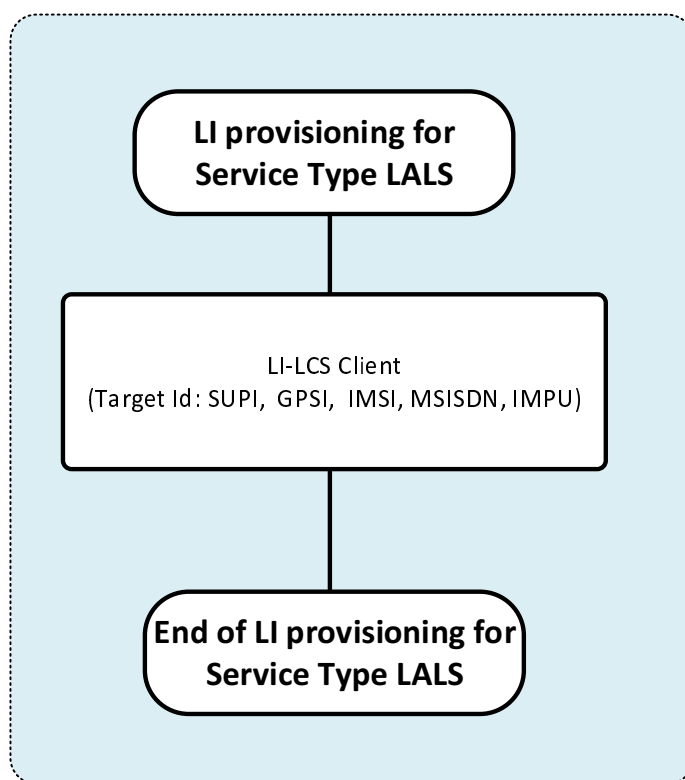 LI provisioning for
Service Type LALS
LI-LCS Client
(Target Id: SUPI, GPSI, IMSI, MSISDN, IMPU)
End of LI provisioning for
Service Type LALS